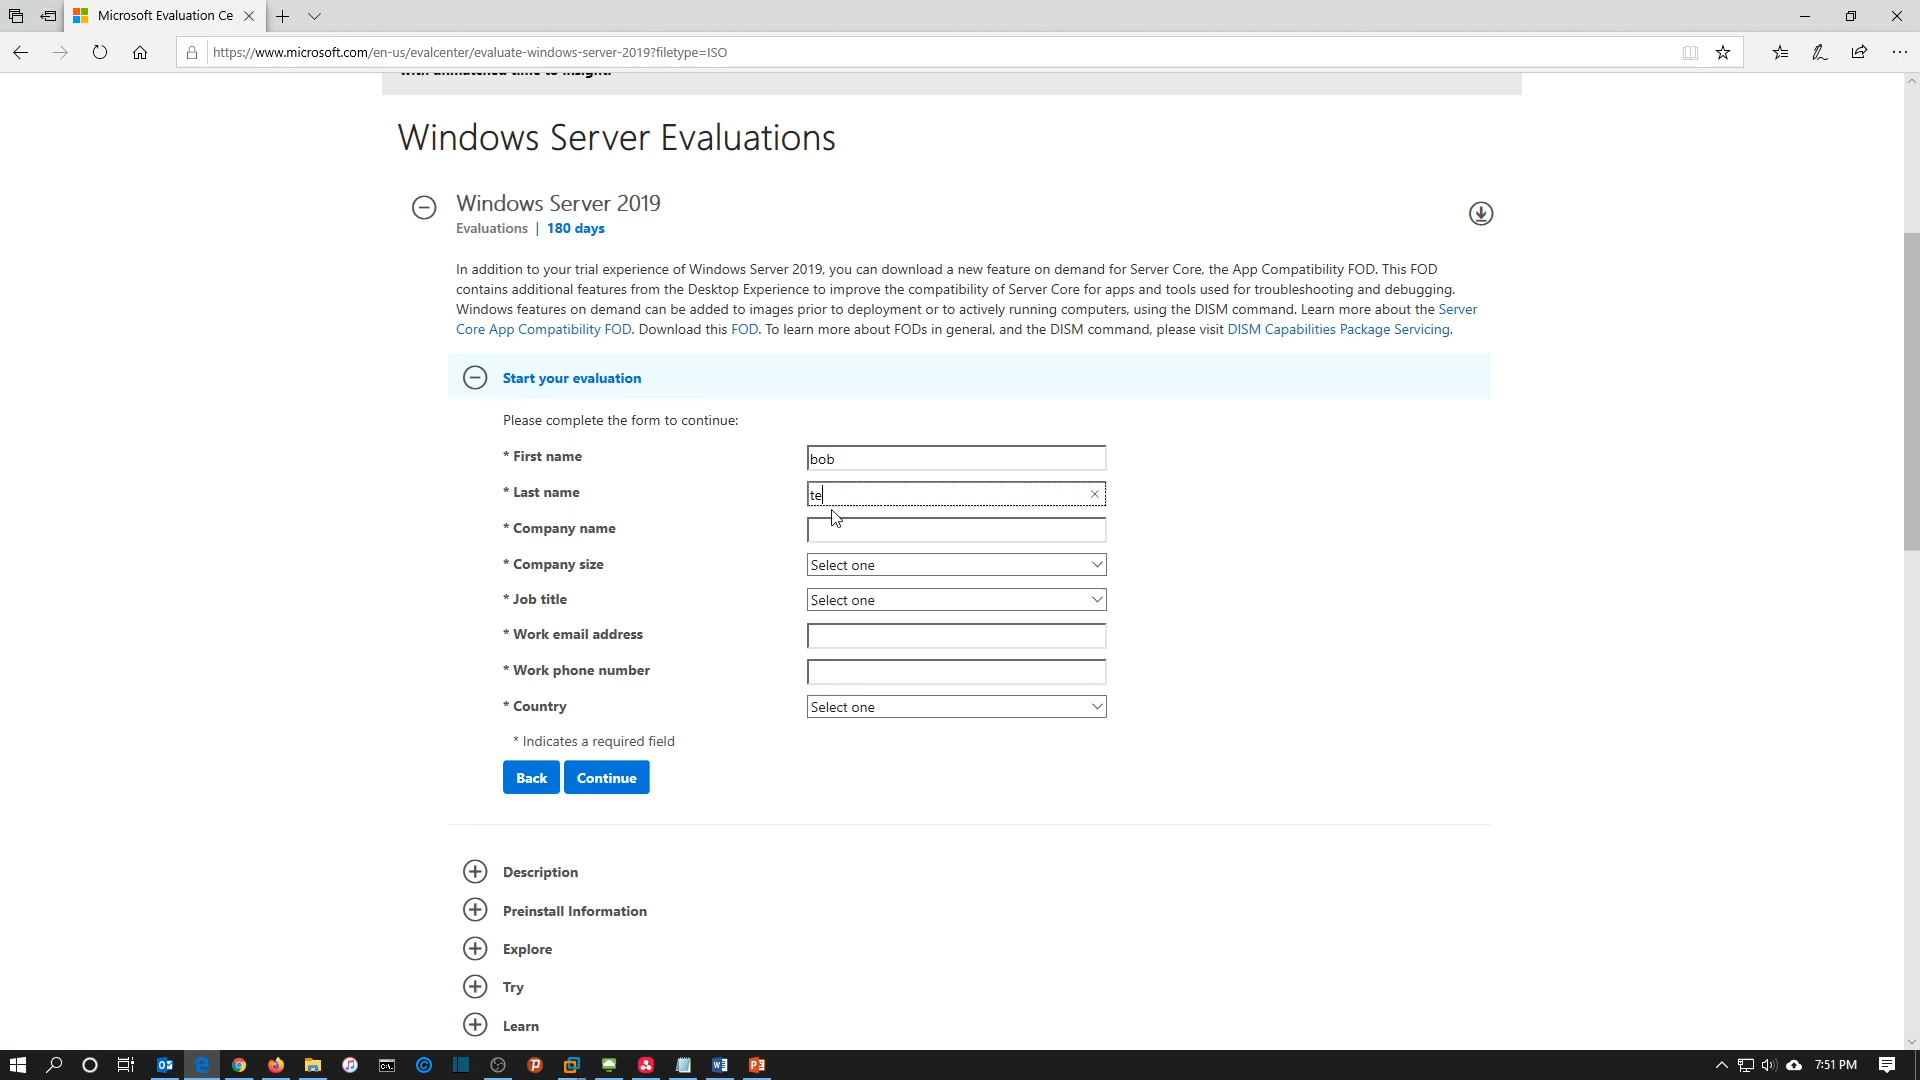 Microsoft Evaluation Ce
https://www.microsoft.com/en-us/evalcenter/evaluate-windows-server-2019?filetype=ISO
with unmatched time to insight.
Windows Server Evaluations
Windows Server 2019
Evaluations | 180 days
In addition to your trial experience of Windows Server 2019, you can download a new feature on demand for Server Core, the App Compatibility FOD. This FOD
contains additional features from the Desktop Experience to improve the compatibility of Server Core for apps and tools used for troubleshooting and debugging.
Windows features on demand can be added to images prior to deployment or to actively running computers, using the DISM command. Learn more about the Server
Core App Compatibility FOD. Download this FOD. To learn more about FODs in general, and the DISM command, please visit DISM Capabilities Package Servicing.
Start your evaluation
Please complete the form to continue:
* First name
bob
* Last name
te
* Company name
* Company size
Select one
* Job title
Select one
* Work email address
* Work phone number
* Country
Select one
* Indicates a required field
Back Continue
Description
Preinstall Information
Explore
Try
Learn
7:51 PM